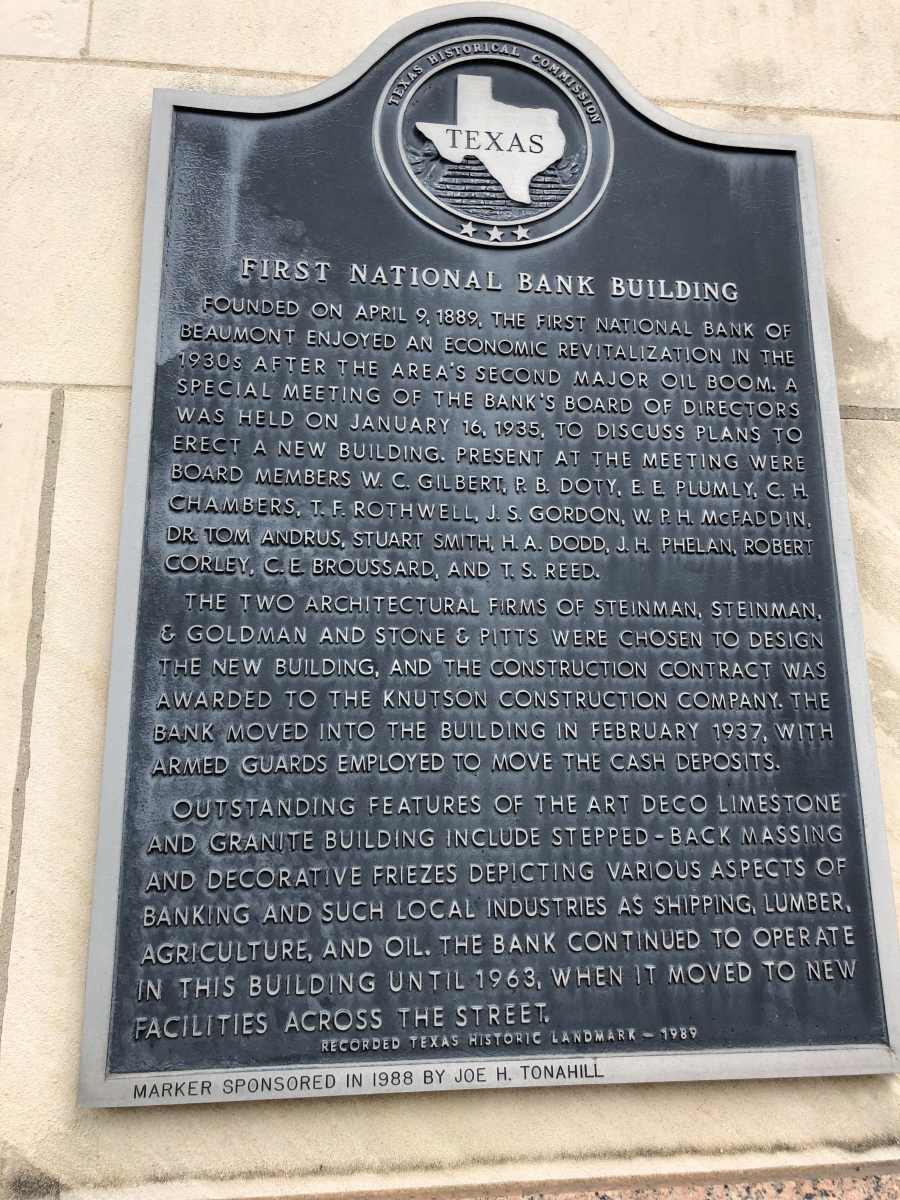 TEXAS HISTORICAL COMMISSION
TEXAS
FIRST NATIONAL BANK BUILDING
FOUNDED ON APRIL 9, 1889, THE FIRST NATIONAL BANK OF
BEAUMONT ENJOYED AN ECONOMIC REVITALIZATION IN THE
1930s AFTER THE AREA'S SECOND MAJOR OIL BOOM. A
SPECIAL MEETING OF THE BANK'S BOARD OF DIRECTORS
WAS HELD ON JANUARY 16, 1935, TO DISCUSS PLANS TO
ERECT A NEW BUILDING. PRESENT AT THE MEETING WERE
BOARD MEMBERS W. C. GILBERT, P. B. DOTY, E. E. PLUMLY, C. H.
CHAMBERS, T. F. ROTHWELL, J. S. GORDON, W. P. H. McFADDIN,
DR. TOM ANDRUS, STUART SMITH, H. A. DODD, J. H. PHELAN, ROBERT
CORLEY, C. E. BROUSSARD, AND T. S. REED.
THE TWO ARCHITECTURAL FIRMS OF STEINMAN, STEINMAN,
& GOLDMAN AND STONE & PITTS WERE CHOSEN TO DESIGN
THE NEW BUILDING, AND THE CONSTRUCTION CONTRACT WAS
AWARDED TO THE KNUTSON CONSTRUCTION COMPANY. THE
BANK MOVED INTO THE BUILDING IN FEBRUARY 1937, WITH
ARMED GUARDS EMPLOYED TO MOVE THE CASH DEPOSITS.
OUTSTANDING FEATURES OF THE ART DECO LIMESTONE
AND GRANITE BUILDING INCLUDE STEPPED-BACK MASSING
AND DECORATIVE FRIEZES DEPICTING VARIOUS ASPECTS OF
BANKING AND SUCH LOCAL INDUSTRIES AS SHIPPING, LUMBER,
AGRICULTURE, AND OIL. THE BANK CONTINUED TO OPERATE
IN THIS BUILDING UNTIL 1963, WHEN IT MOVED TO NEW
FACILITIES ACROSS THE STREET.
RECORDED TEXAS HISTORIC LANDMARK – 1989
MARKER SPONSORED IN 1988 BY JOE H. TONAHILL